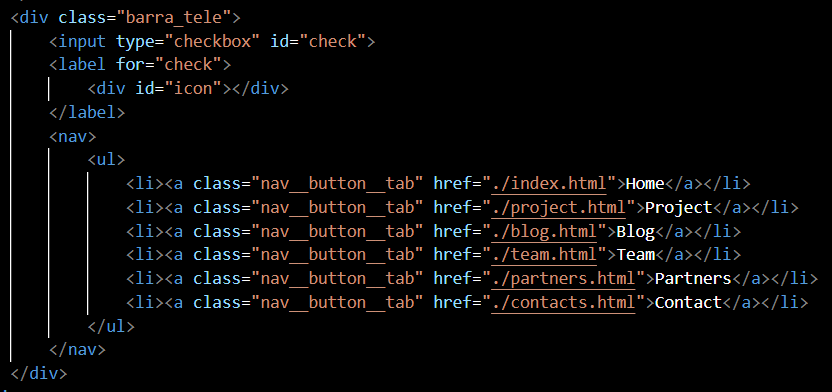 <div class="barra_tele">
<input type="checkbox" id="check">
<label for="check">
<div id="icon"></div>
</label>
<nav>
<ul>
<li><a class="nav__button__tab" href="./index.html">Home</a></li>
<li><a class="nav__button__tab" href="./project.html">Project</a></li>
<li><a class="nav__button__tab" href="./blog.html">Blog</a></li>
<li><a class="nav__button__tab" href="./team.html">Team</a></li>
<li><a class="nav__button__tab" href="./partners.html">Partners</a></li>
<li><a class="nav__button__tab" href="./contacts.html">Contact</a></li>
</ul>
</nav>
</div>